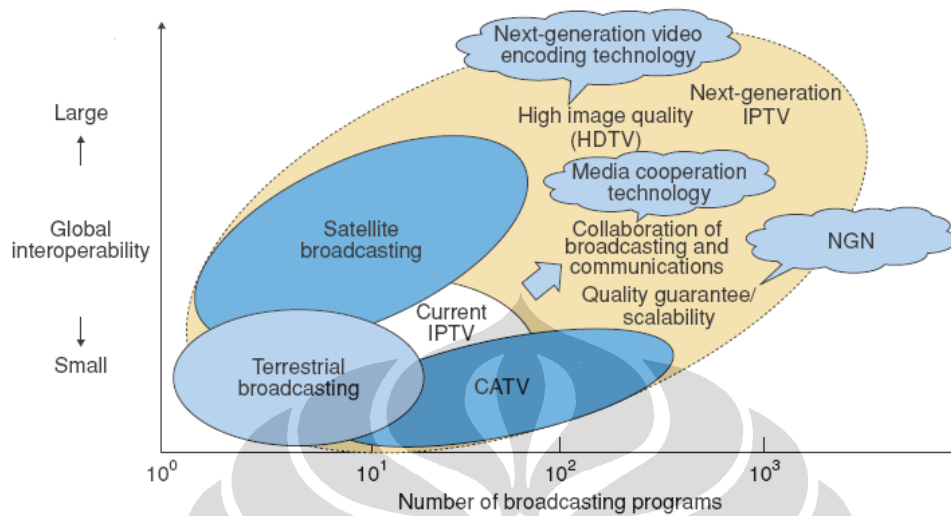 Next-generation video
encoding technology
Next-generation
IPTV
Large
High image quality
(HDTV)
Media cooperation
technology
Global
interoperability
Satellite
broadcasting
Collaboration of
broadcasting and
communications
NGN
Quality guarantee/
scalability
Current
IPTV
Small
Terrestrial
broadcasting
CATV
10⁰
10¹
10²
10³
Number of broadcasting programs